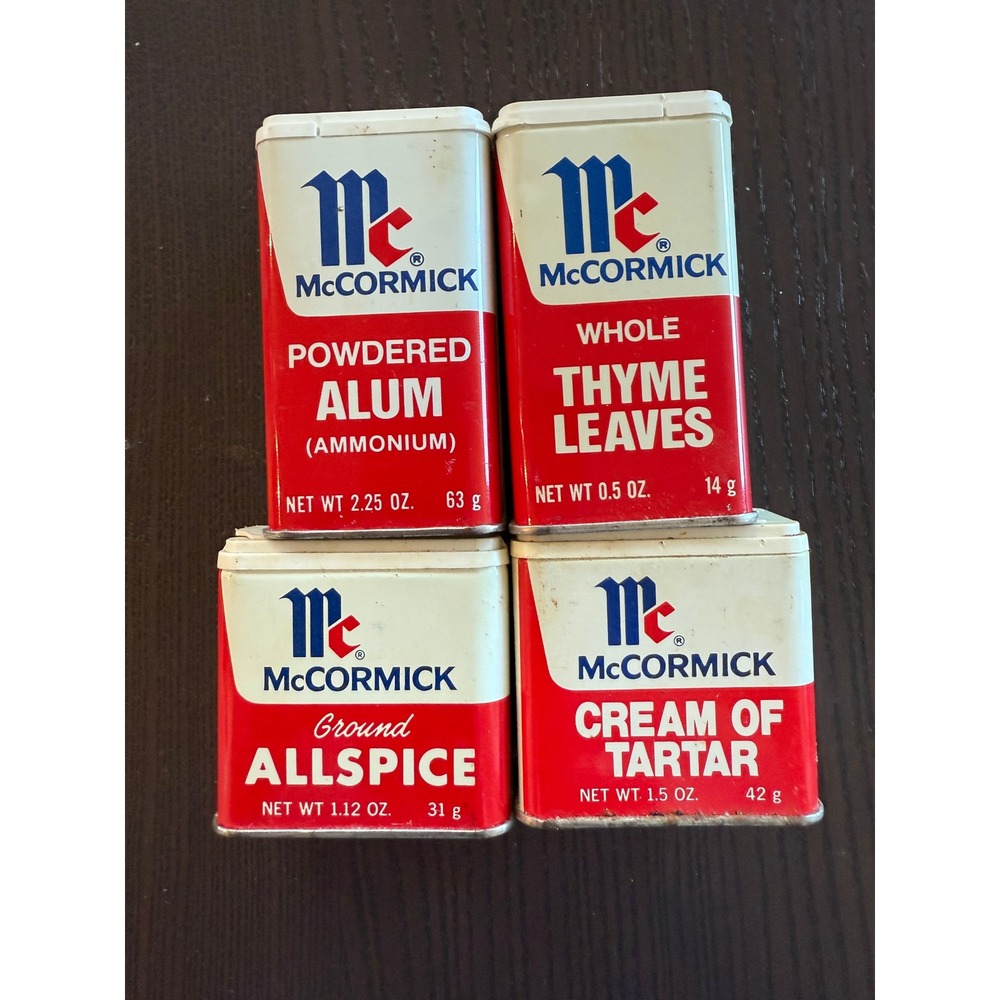 Mc®
McCORMICK
POWDERED
ALUM
(AMMONIUM)
NET WT 2.25 OZ. 63 g
Mc®
McCORMICK
WHOLE
THYME
LEAVES
NET WT 0.5 OZ. 14 g
Mc®
McCORMICK
Ground
ALLSPICE
NET WT 1.12 OZ. 31 g
Mc®
McCORMICK
CREAM OF
TARTAR
NET WT 1.5 OZ. 42 g